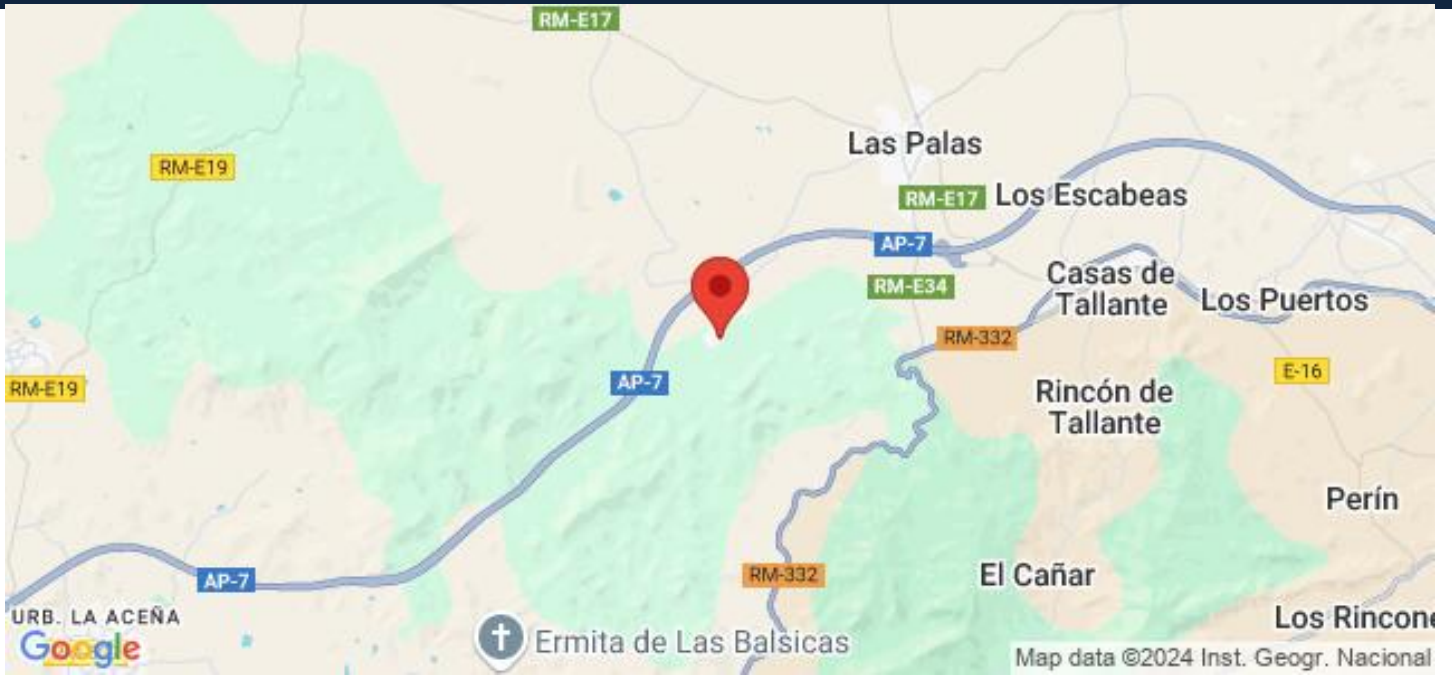 RM-E17
Las Palas
RM-E19
RM-E17
Los Escabeas
AP-7
Casas de
Tallante
RM-E34
Los Puertos
RM-332
AP-7
E-16
RM-E19
Rincón de
Tallante
Perín
AP-7
RM-332
El Cañar
URB. LA ACEÑA
Los Rincone
Google
Ermita de Las Balsicas
Map data ©2024 Inst. Geogr. Nacional